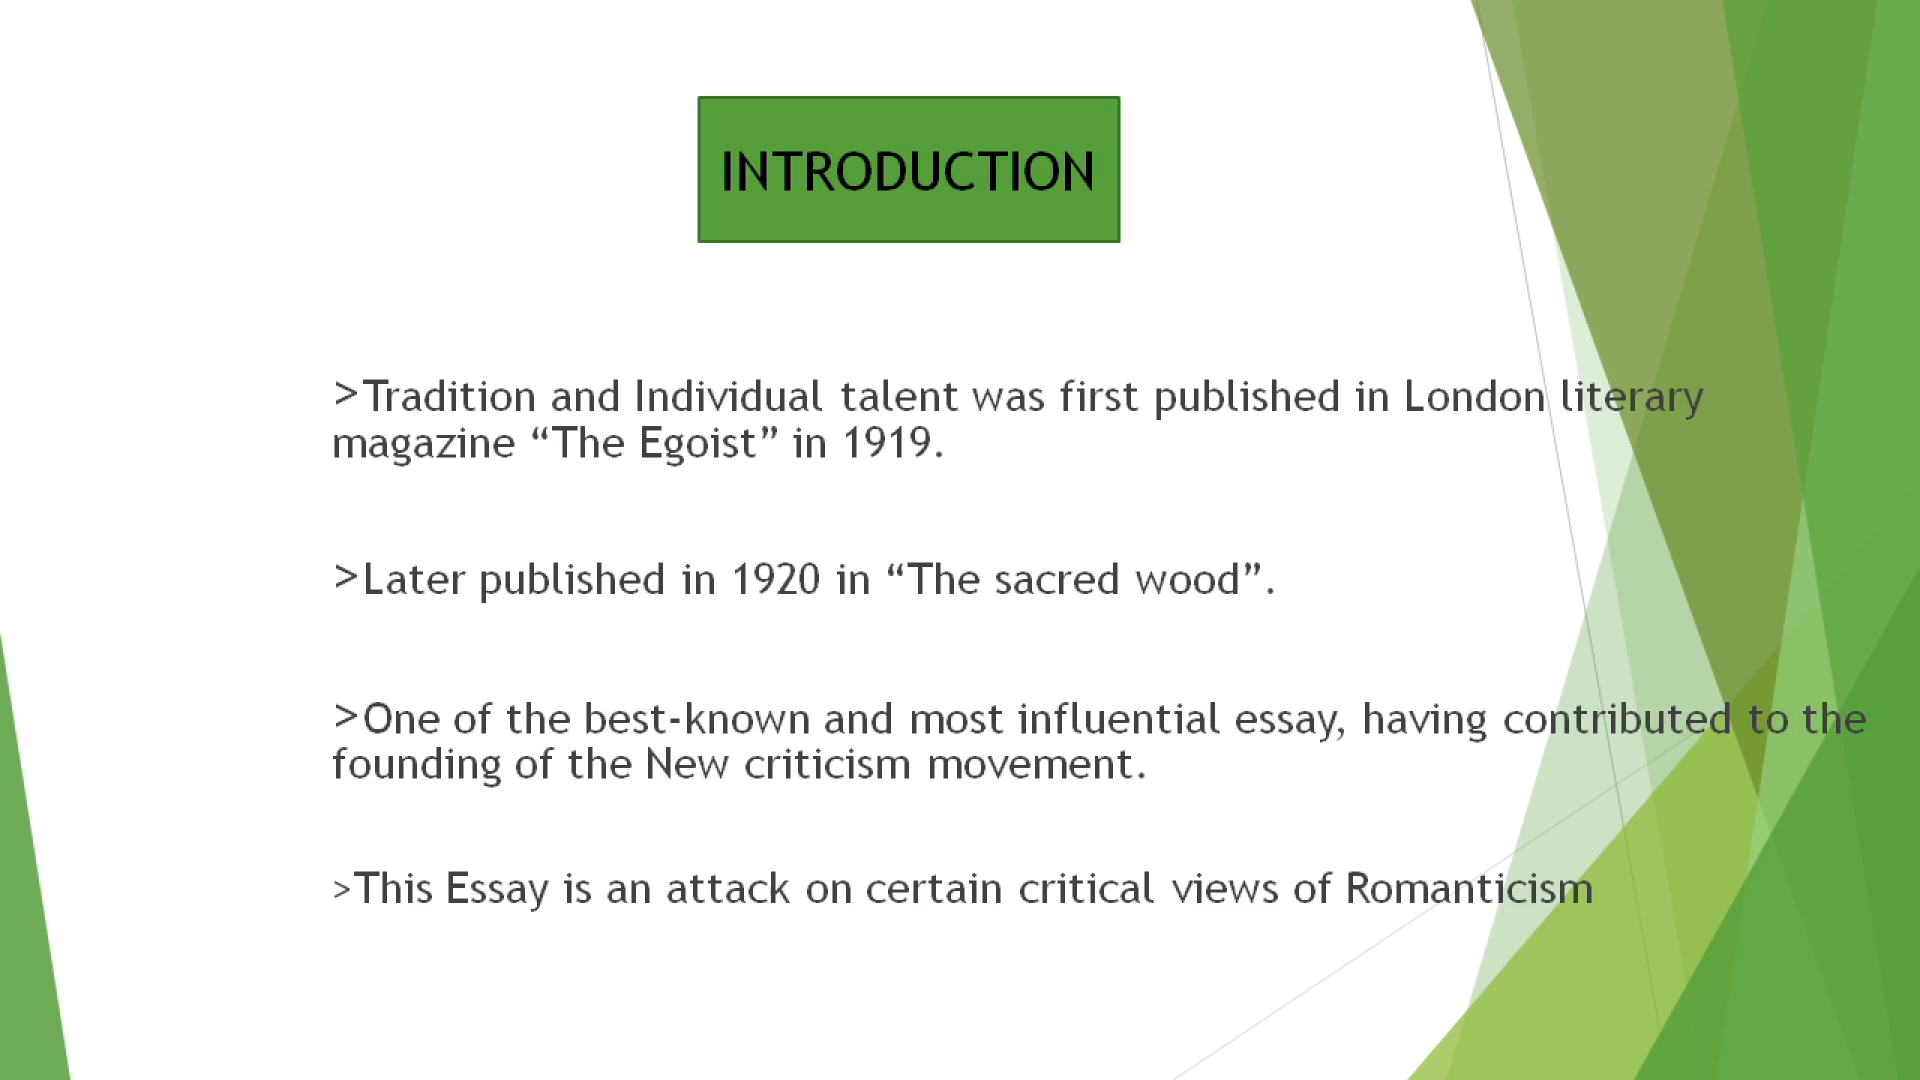 INTRODUCTION
>Tradition and Individual talent was first published in London literary
magazine “The Egoist” in 1919.
>Later published in 1920 in “The sacred wood”.
>One of the best-known and most influential essay, having contributed to the
founding of the New criticism movement.
>This Essay is an attack on certain critical views of Romanticism